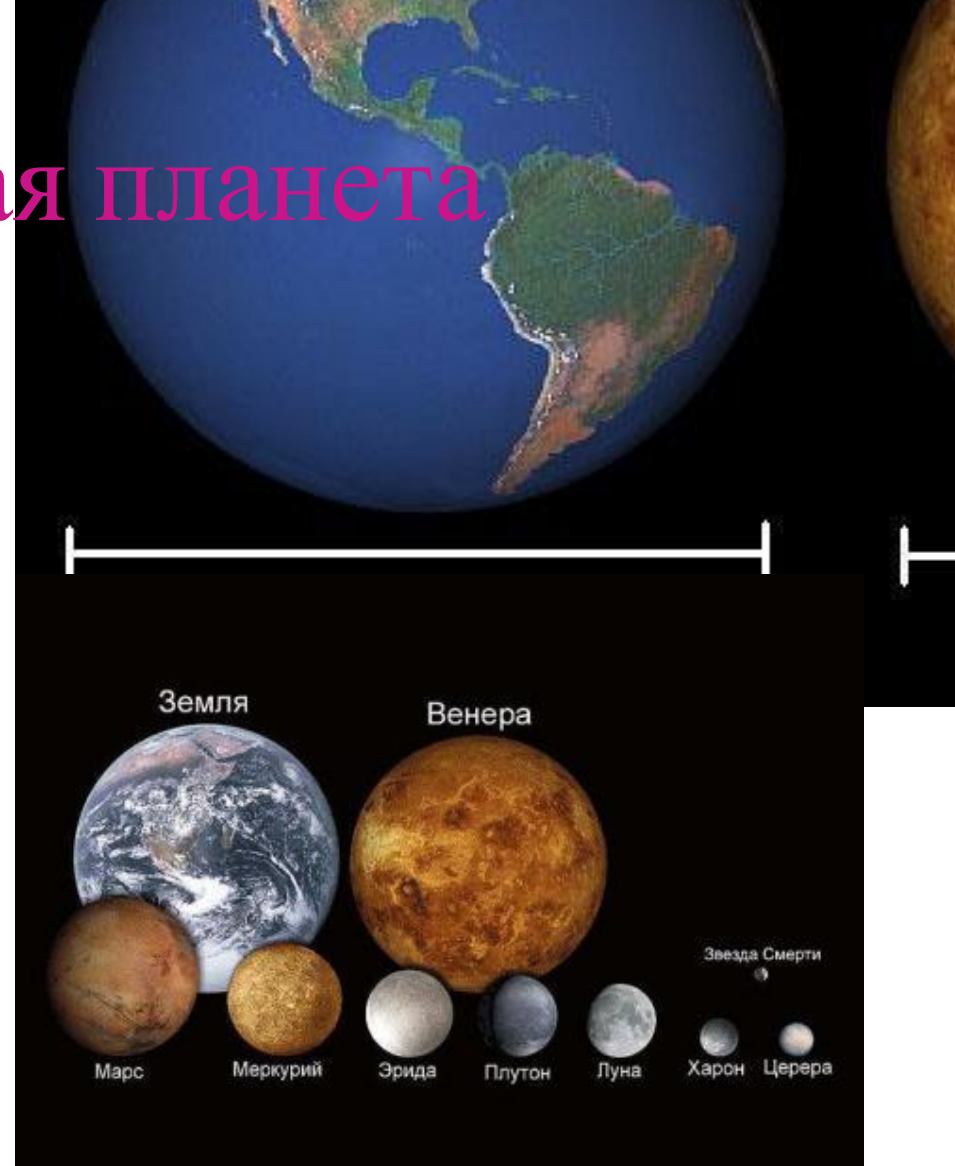 ая планета
Земля
Венера
Звезда Смерти
Марс Меркурий Эрида Плутон Луна Харон Церера